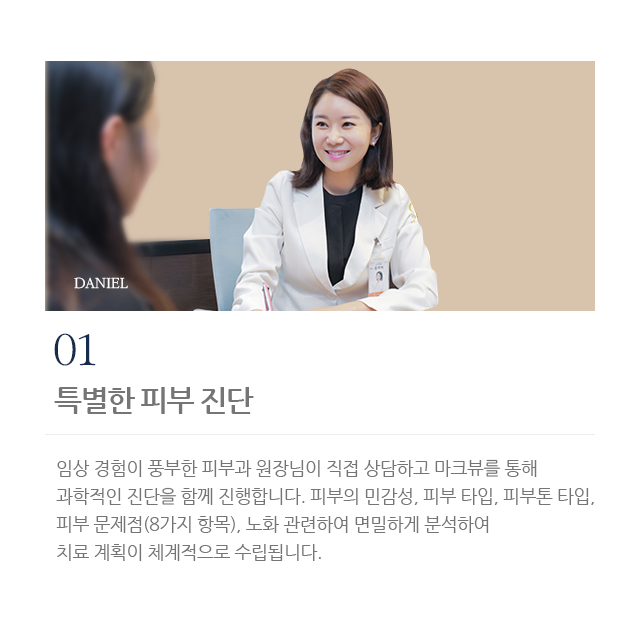 DANIEL
01
특별한 피부 진단
임상 경험이 풍부한 피부과 원장님이 직접 상담하고 마크뷰를 통해
과학적인 진단을 함께 진행합니다. 피부의 민감성, 피부 타입, 피부톤 타입,
피부 문제점(8가지 항목), 노화 관련하여 면밀하게 분석하여
치료 계획이 체계적으로 수립됩니다.